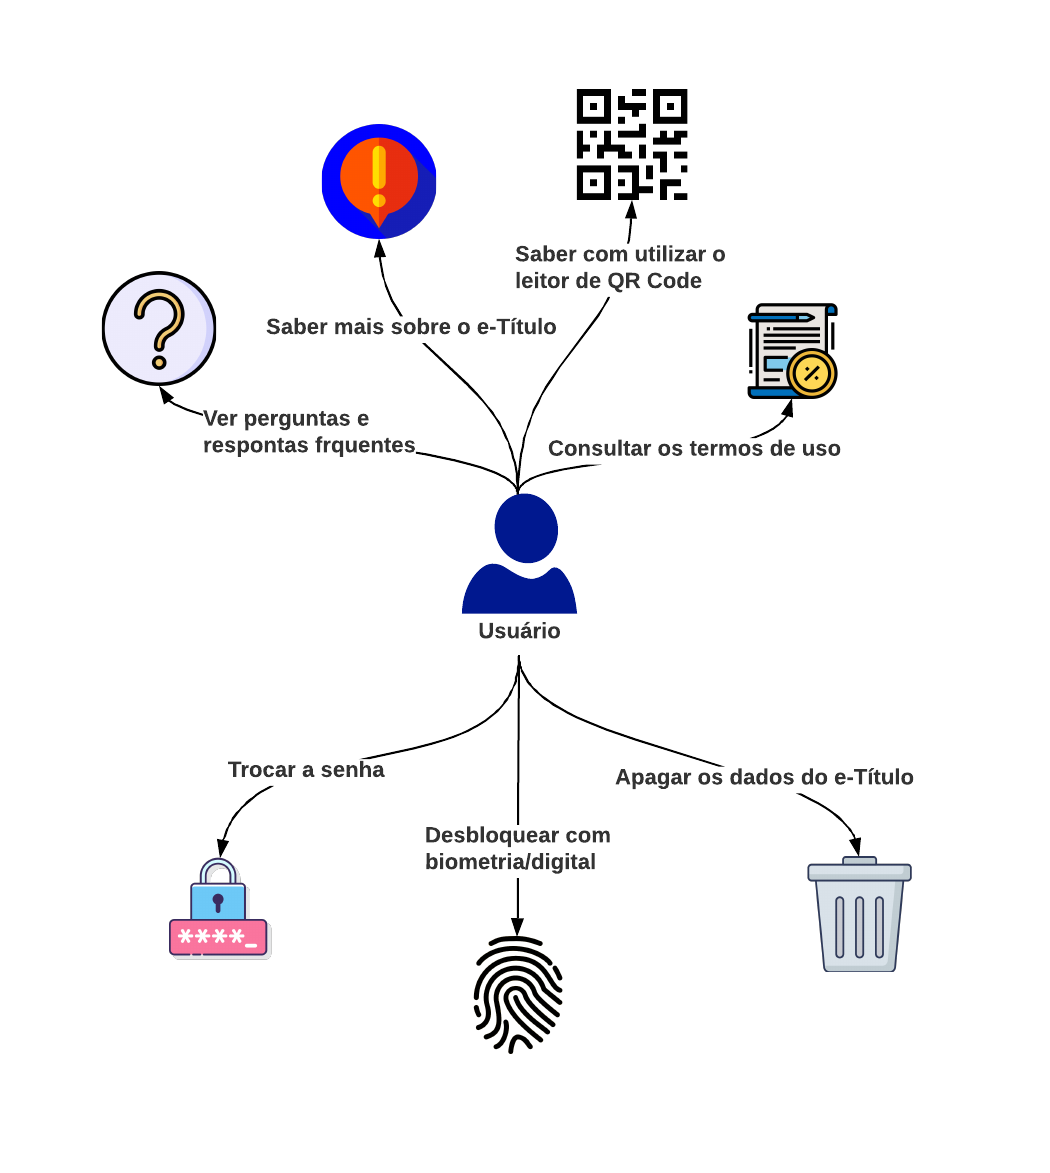 Saber com utilizar o
leitor de QR Code
Saber mais sobre o e-Título
Ver perguntas e
respontas frquentes
Consultar os termos de uso
Usuário
Trocar a senha
Apagar os dados do e-Título
Desbloquear com
biometria/digital
****_